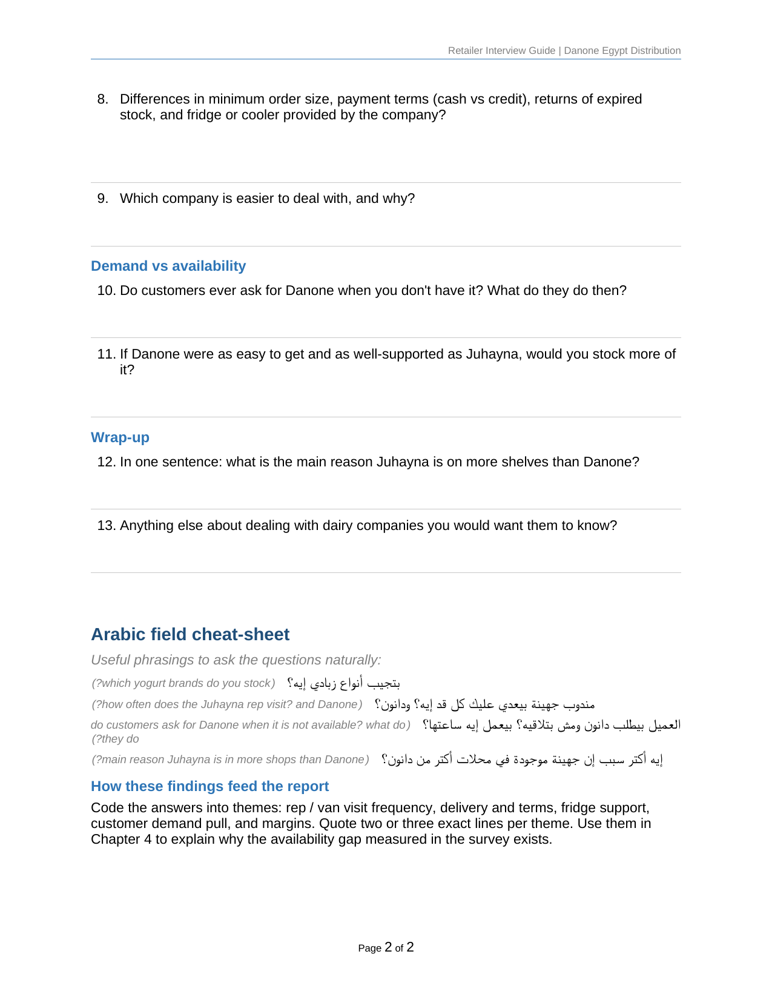 Retailer Interview Guide | Danone Egypt Distribution
8. Differences in minimum order size, payment terms (cash vs credit), returns of expired
stock, and fridge or cooler provided by the company?
9. Which company is easier to deal with, and why?
Demand vs availability
10. Do customers ever ask for Danone when you don't have it? What do they do then?
11. If Danone were as easy to get and as well-supported as Juhayna, would you stock more of
it?
Wrap-up
12. In one sentence: what is the main reason Juhayna is on more shelves than Danone?
13. Anything else about dealing with dairy companies you would want them to know?
Arabic field cheat-sheet
Useful phrasings to ask the questions naturally:
بتجيب أنواع زبادي إيه؟ (which yogurt brands do you stock?)
مندوب جهينة بيعدي عليك كل قد إيه؟ ودانون؟ (how often does the Juhayna rep visit? and Danone?)
العميل بيطلب دانون ومش بتلاقيه؟ بيعمل إيه ساعتها؟ (do customers ask for Danone when it is not available? what do
they do?)
إيه أكتر سبب إن جهينة موجودة في محلات أكتر من دانون؟ (main reason Juhayna is in more shops than Danone?)
How these findings feed the report
Code the answers into themes: rep / van visit frequency, delivery and terms, fridge support,
customer demand pull, and margins. Quote two or three exact lines per theme. Use them in
Chapter 4 to explain why the availability gap measured in the survey exists.
Page 2 of 2